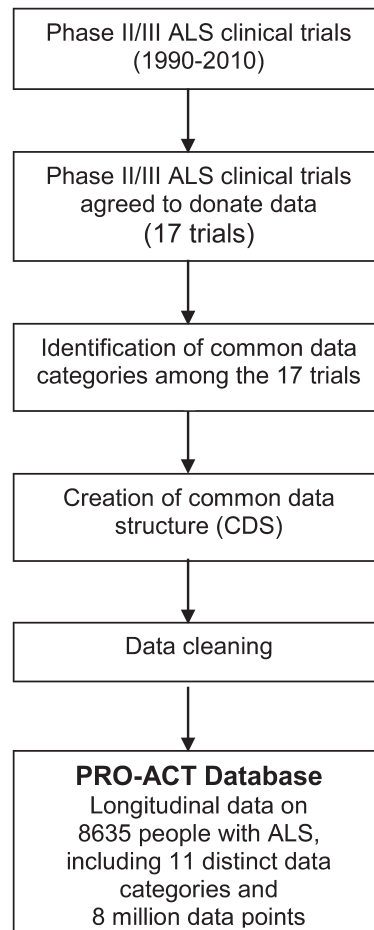 Phase II/III ALS clinical trials
(1990-2010)
Phase II/III ALS clinical trials
agreed to donate data
(17 trials)
Identification of common data
categories among the 17 trials
Creation of common data
structure (CDS)
Data cleaning
PRO-ACT Database
Longitudinal data on
8635 people with ALS,
including 11 distinct data
categories and
8 million data points